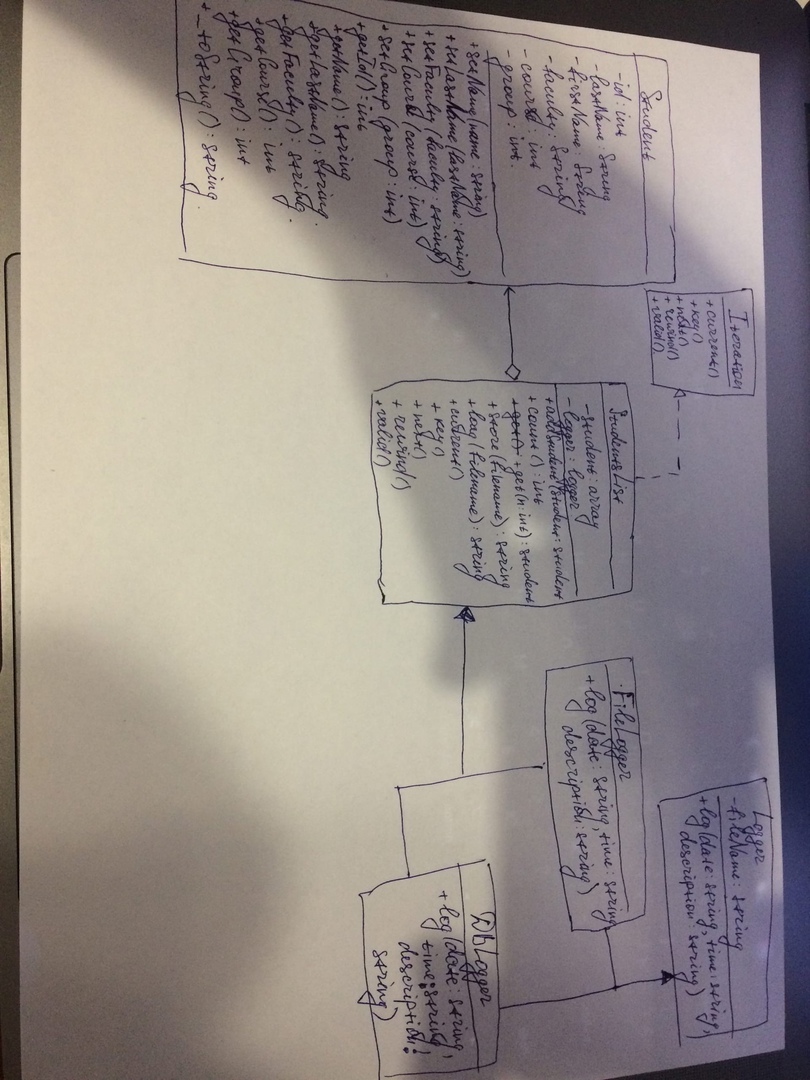 Student
-id: int
-lastName: String
-firstName: String
-faculty: String
-course: int
-group: int.
+setName(name: string)
+setLastName(lastName: string)
+setFaculty(faculty: string)
+setCourse(course: int)
+setGroup(group: int)
+getId(): int
+getName(): string
+getLastName(): string.
+getFaculty(): string.
+getCourse(): int
+getGroup(): int
+_toString(): string.
Iteration
+current()
+key()
+next()
+rewind()
+valid()
StudentsList
-student: array
-logger: logger
+addStudent(student: student
+count(): int
+get() +get(n: int): student
+store(filename): string
+load(filename): string
+current()
+key()
+next()
+rewind()
+valid()
FileLogger
+log(date: string, time: string
description: string)
Logger
-fileName: string
+log(date: string, time: string,
description: string)
DbLogger
+log(date: string,
time: string
description:
string)